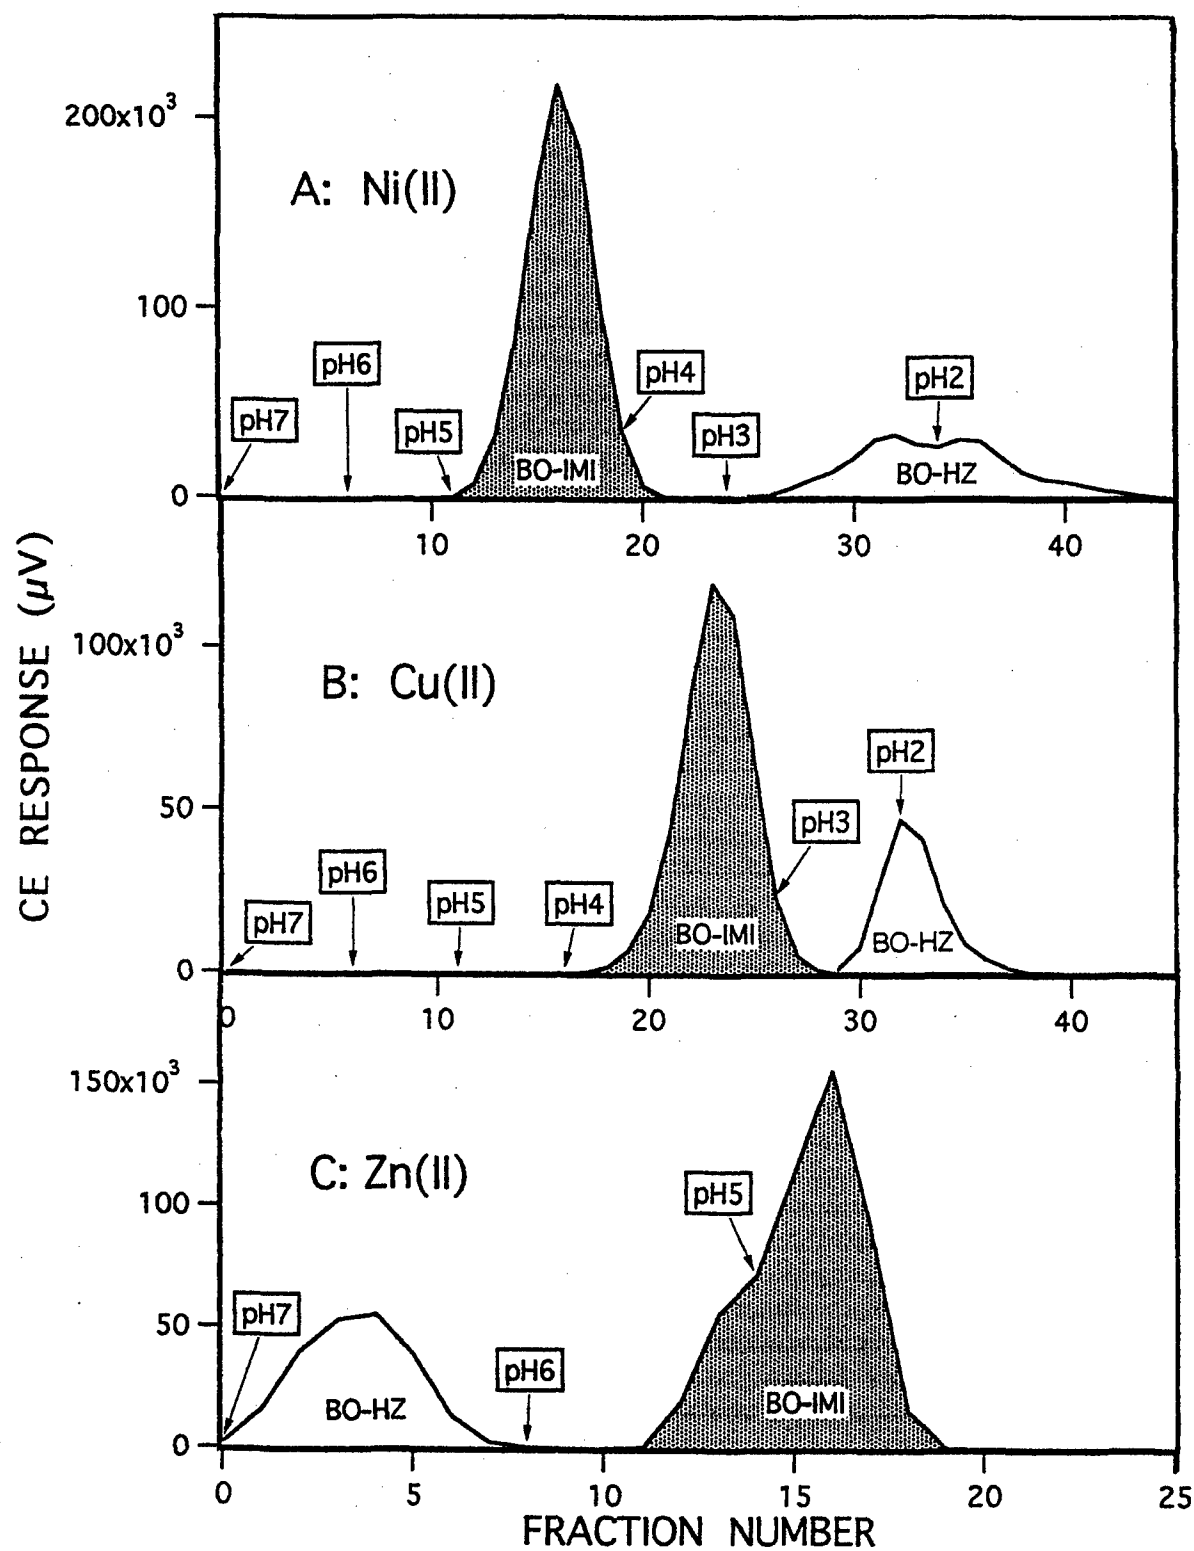 200x10³
A: Ni(II)
100
pH6
pH4
pH2
pH7
pH5
pH3
BO-IMI
BO-HZ
0
10
20
30
40
CE RESPONSE (μV)
100x10³
B: Cu(II)
pH2
50
pH3
pH6
pH5
pH4
pH7
BO-IMI
BO-HZ
0
0
10
20
30
40
150x10³
C: Zn(II)
pH5
100
pH7
50
pH6
BO-HZ
BO-IMI
0
0
5
10
15
20
25
FRACTION NUMBER